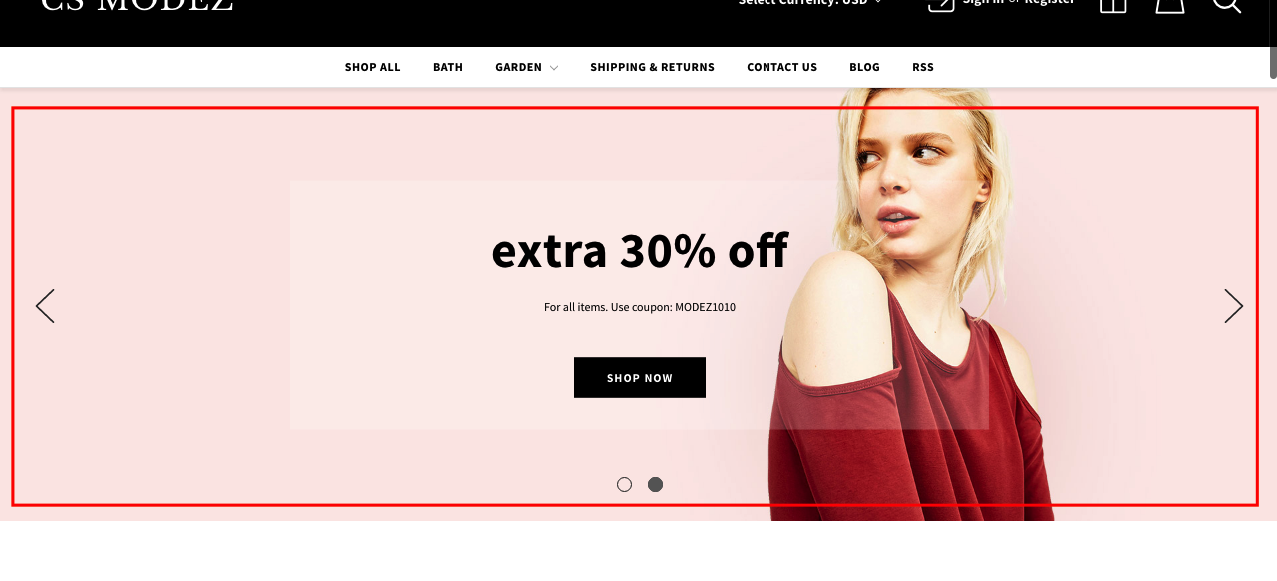 CS MODEZ
Select Currency: USD
Sign in or Register
SHOP ALL BATH GARDEN SHIPPING & RETURNS CONTACT US BLOG RSS
extra 30% off
For all items. Use coupon: MODEZ1010
SHOP NOW